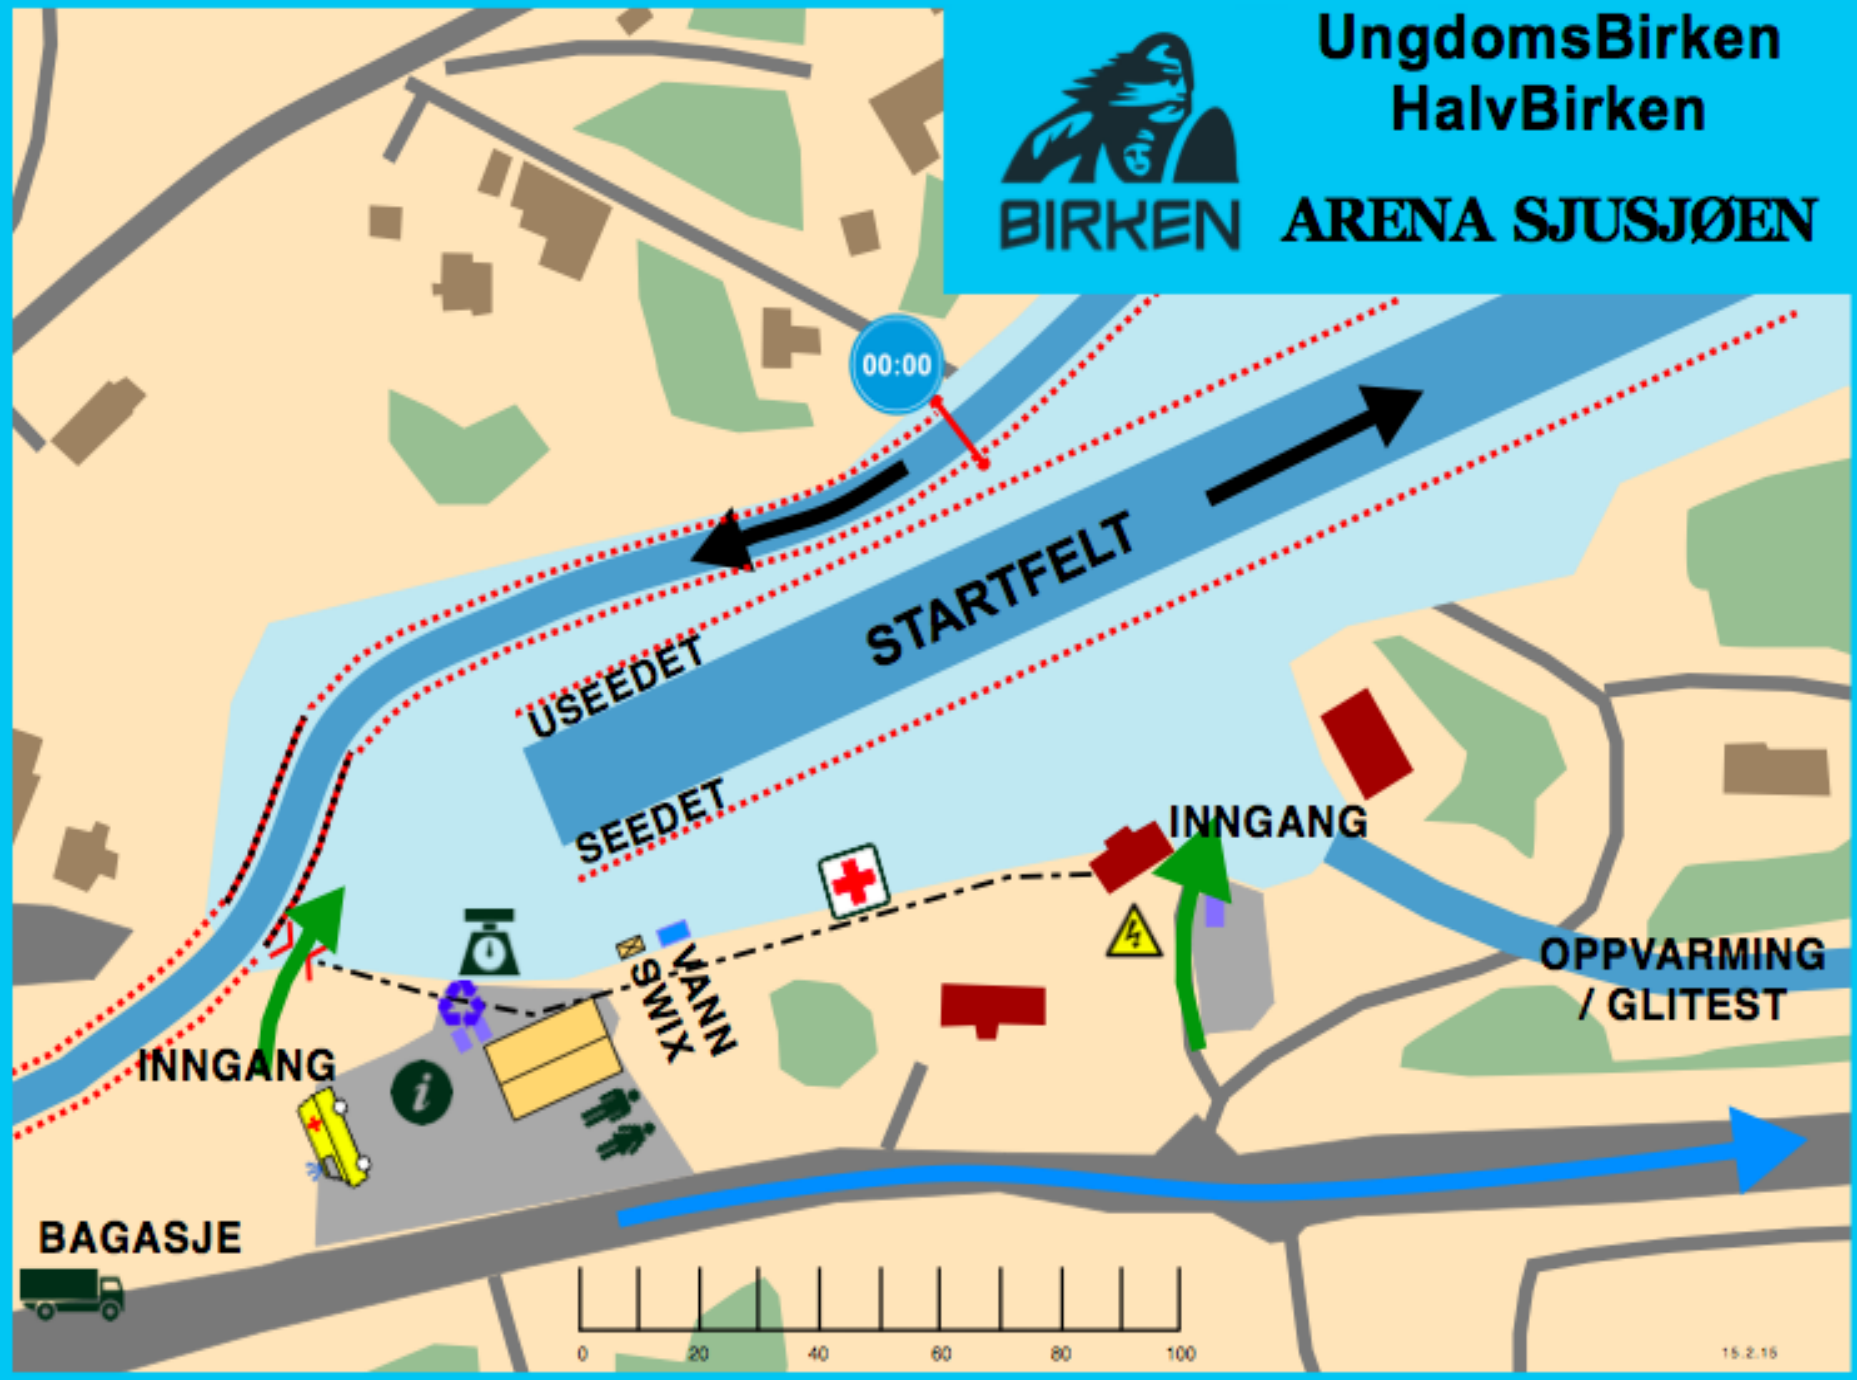 UngdomsBirken
HalvBirken
BIRKEN
ARENA SJUSJØEN
00:00
STARTFELT
USEEDET
SEEDET
INNGANG
OPPVARMING
/ GLITEST
VANN
SWIX
INNGANG
i
BAGASJE
0 20 40 60 80 100
15.2.15